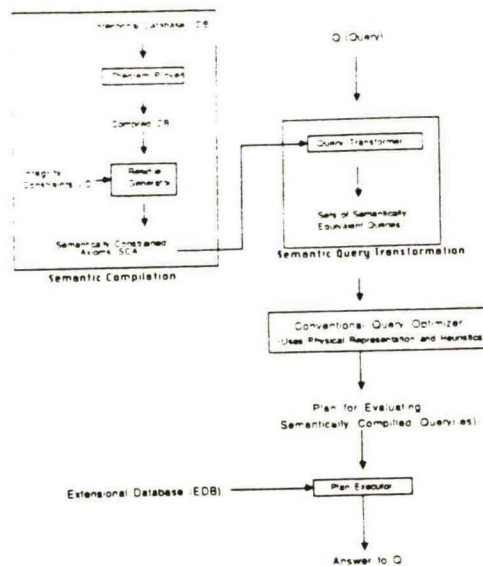 Intensional Database (IDB)
Theorem Prover
Compiled DB
Integrity
Constraints (IC)
Residue
Generator
Semantically Constrained
Axioms (SCA)
Semantic Compilation
Q (Query)
Query Transformer
Sets of Semantically
Equivalent Queries
Semantic Query Transformation
Conventional Query Optimizer
(Uses Physical Representation and Heuristics)
Plan for Evaluating
Semantically Compiled Query(ies)
Extensional Database (EDB)
Plan Executor
Answer to Q